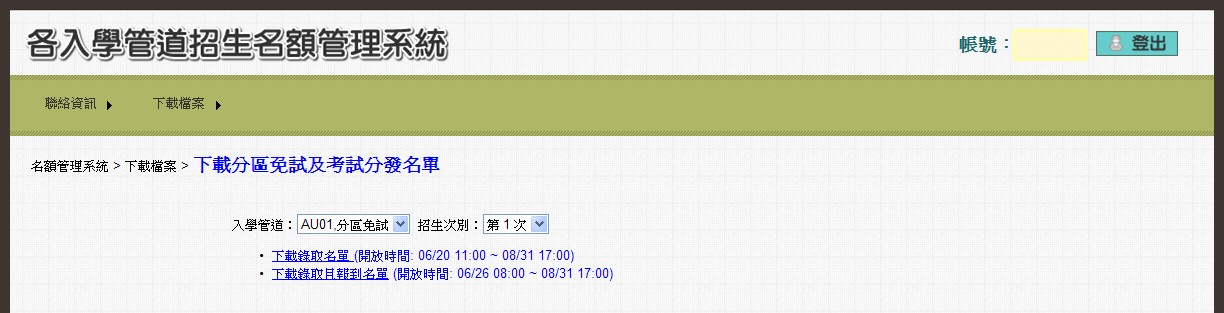 各入學管道招生名額管理系統
帳號： 登出
聯絡資訊 下載檔案
名額管理系統 > 下載檔案 > 下載分區免試及考試分發名單
入學管道：AU01.分區免試 招生次別：第 1 次
• 下載錄取名單 (開放時間: 06/20 11:00 ~ 08/31 17:00)
• 下載錄取且報到名單 (開放時間: 06/26 08:00 ~ 08/31 17:00)